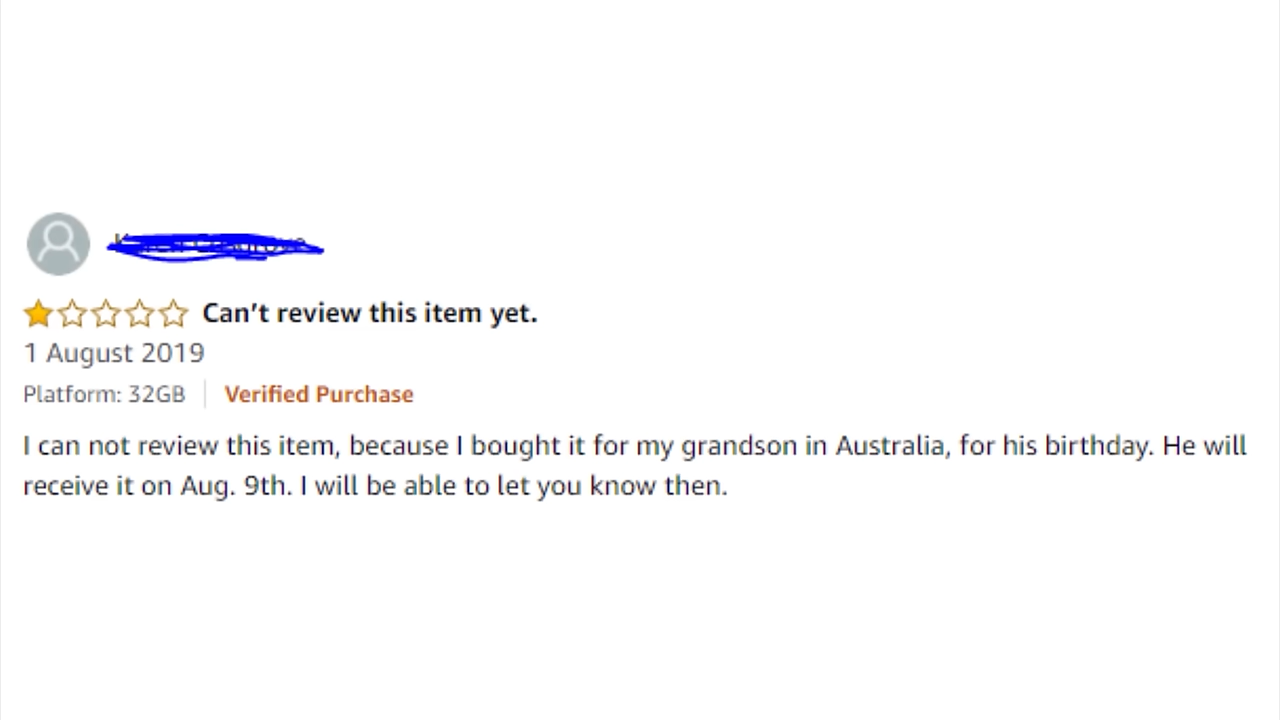 Can't review this item yet.
1 August 2019
Platform: 32GB Verified Purchase
I can not review this item, because I bought it for my grandson in Australia, for his birthday. He will
receive it on Aug. 9th. I will be able to let you know then.